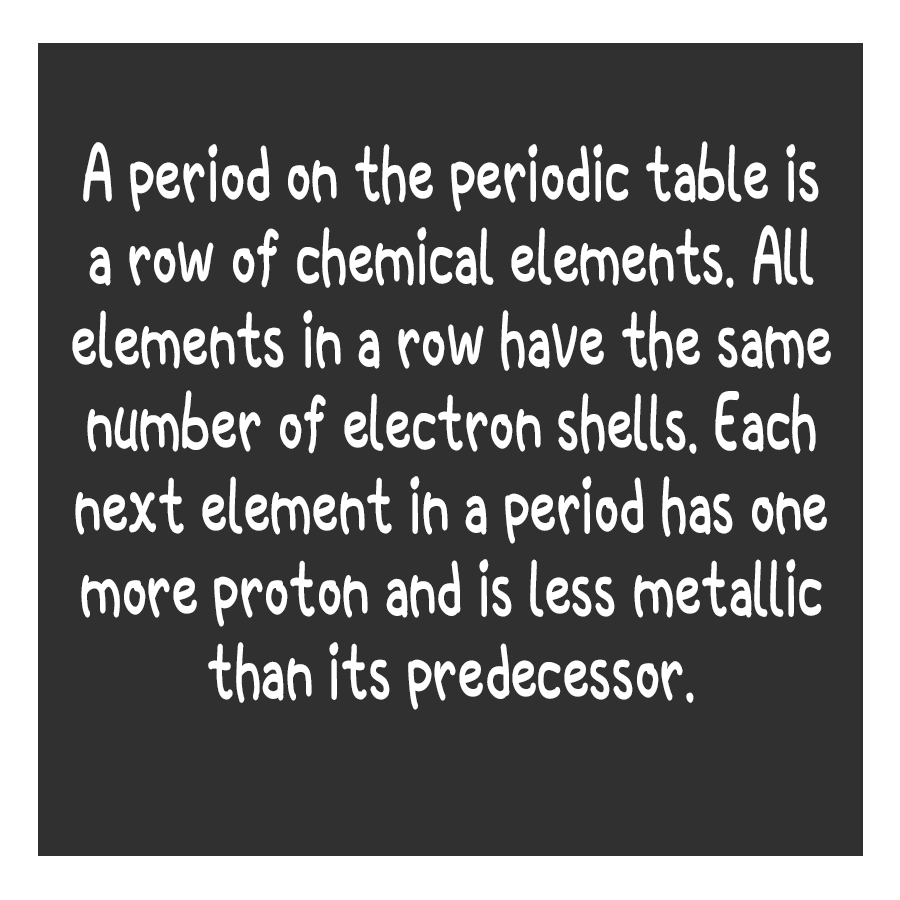 A period on the periodic table is
a row of chemical elements. All
elements in a row have the same
number of electron shells. Each
next element in a period has one
more proton and is less metallic
than its predecessor.